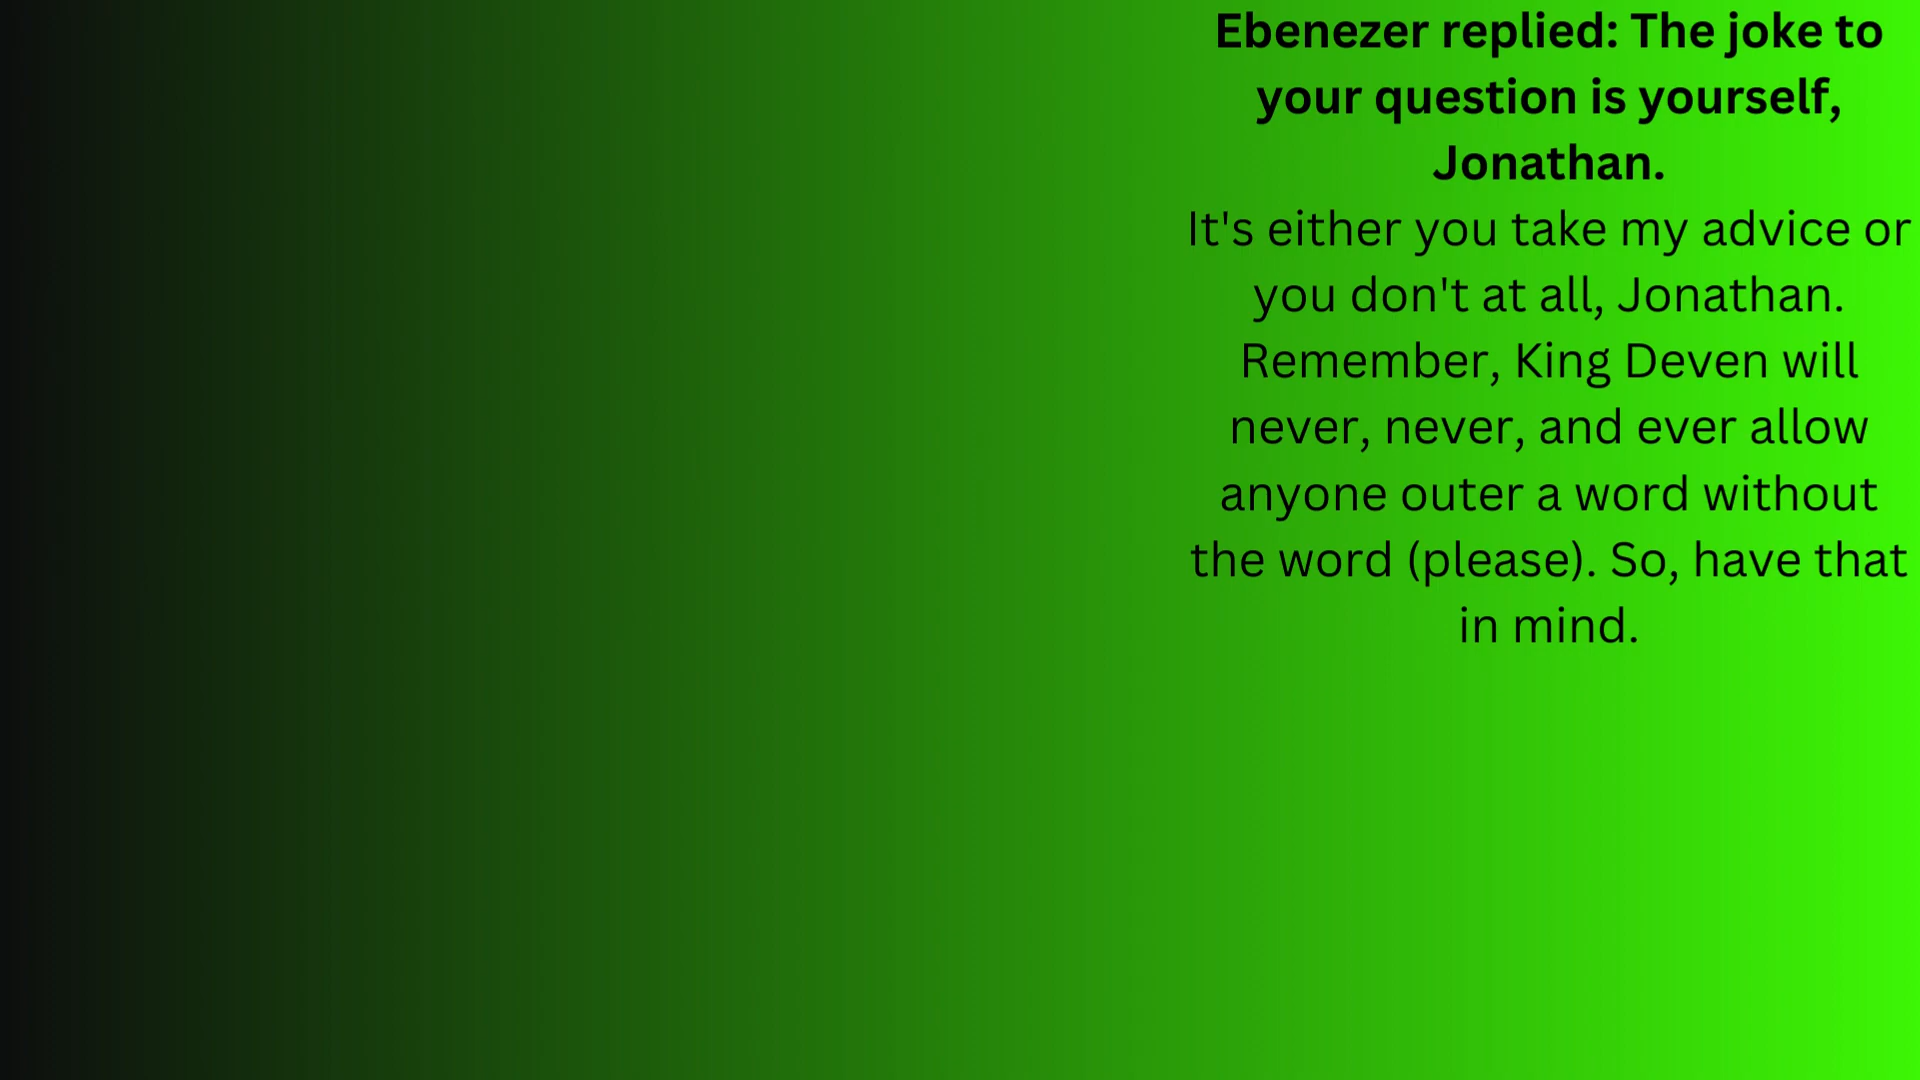 Ebenezer replied: The joke to
your question is yourself,
Jonathan.
It's either you take my advice or
you don't at all, Jonathan.
Remember, King Deven will
never, never, and ever allow
anyone outer a word without
the word (please). So, have that
in mind.